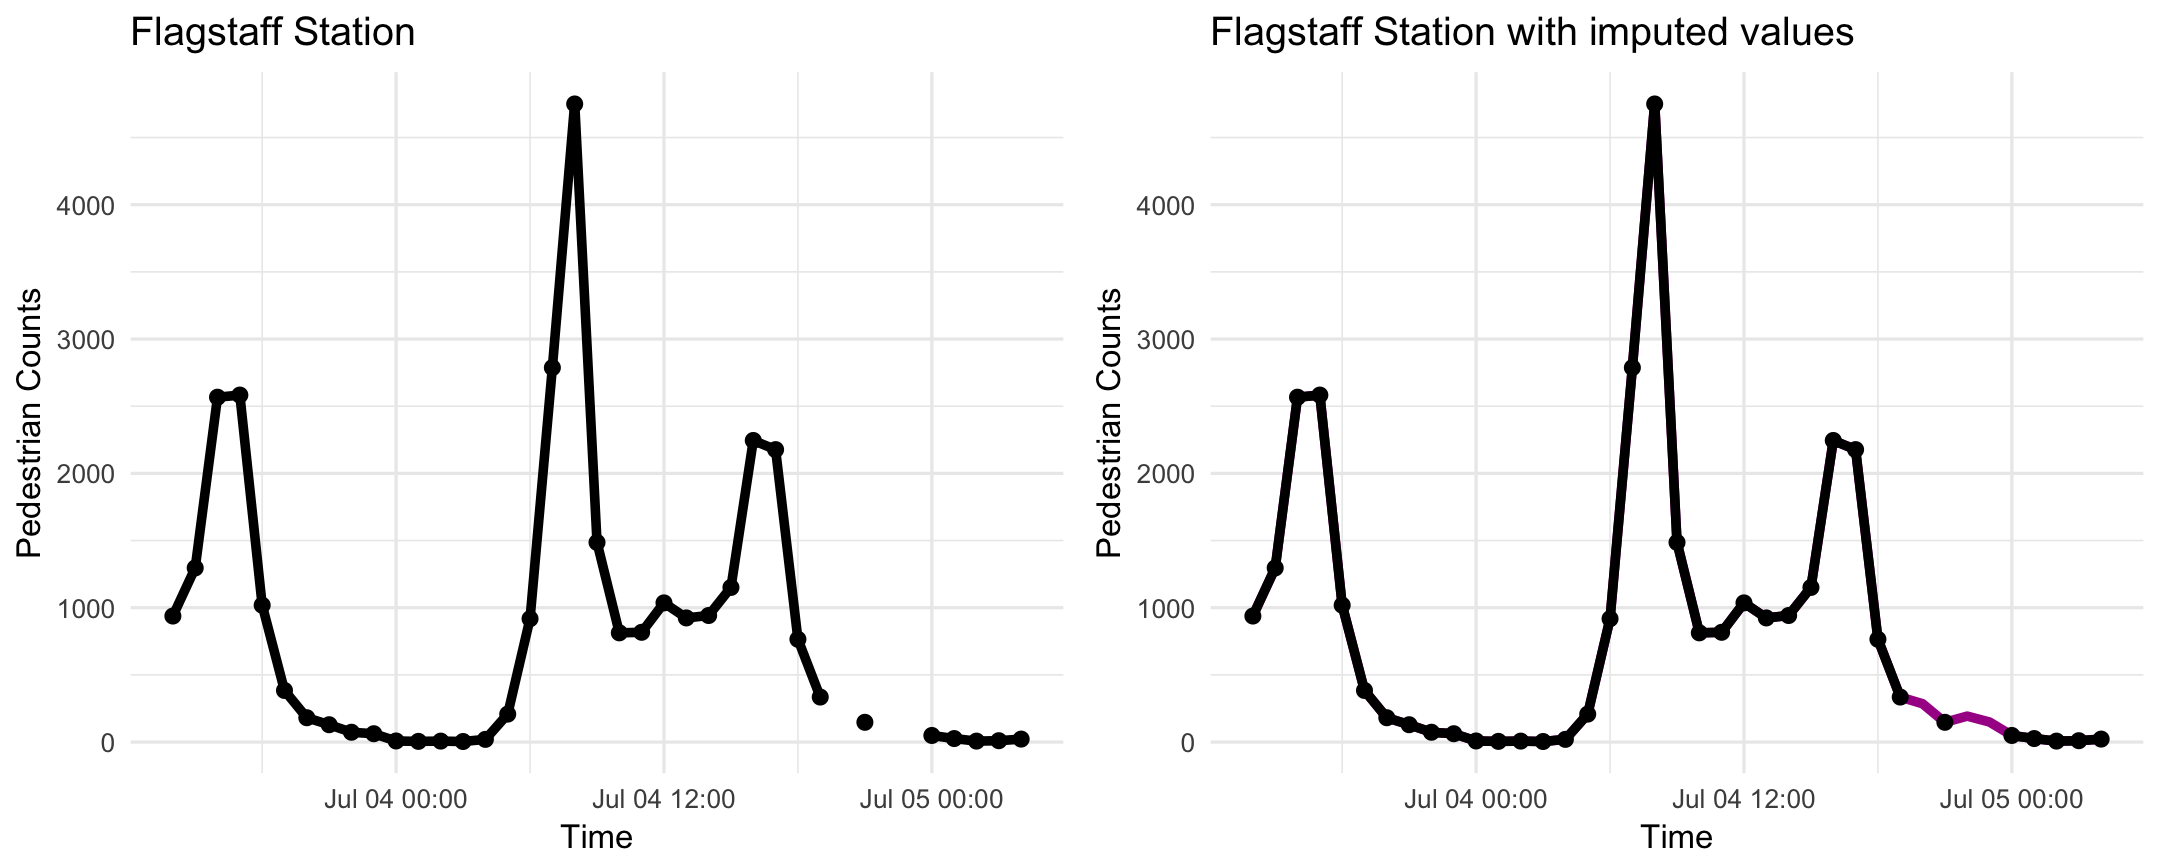 Flagstaff Station
Pedestrian Counts
4000
3000
2000
1000
0
Jul 04 00:00
Jul 04 12:00
Jul 05 00:00
Time
Flagstaff Station with imputed values
Pedestrian Counts
4000
3000
2000
1000
0
Jul 04 00:00
Jul 04 12:00
Jul 05 00:00
Time